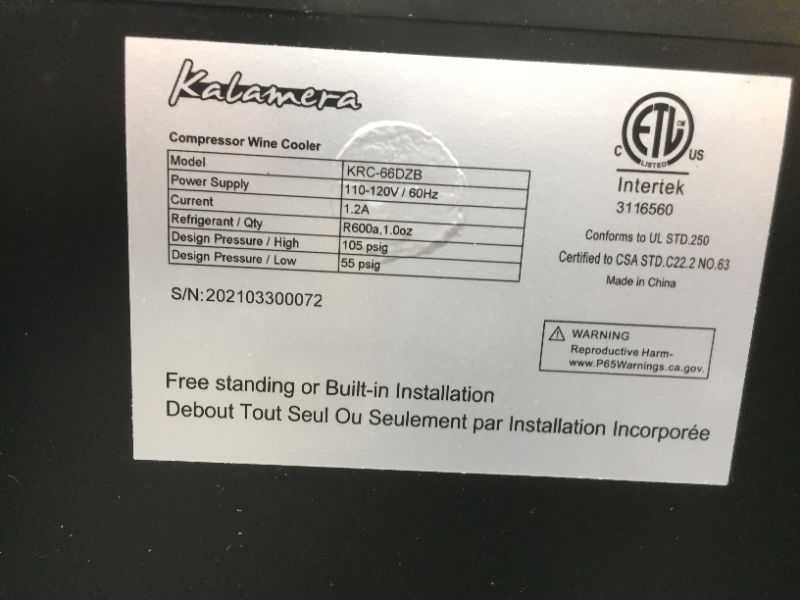 Kalamera
Compressor Wine Cooler
Model KRC-66DZB
Power Supply 110-120V / 60Hz
Current 1.2A
Refrigerant / Qty R600a,1.0oz
Design Pressure / High 105 psig
Design Pressure / Low 55 psig
S/N:202103300072
ETL CM
C LISTED US
Intertek
3116560
Conforms to UL STD.250
Certified to CSA STD.C22.2 NO.63
Made in China
WARNING
Reproductive Harm-
www.P65Warnings.ca.gov.
Free standing or Built-in Installation
Debout Tout Seul Ou Seulement par Installation Incorporée